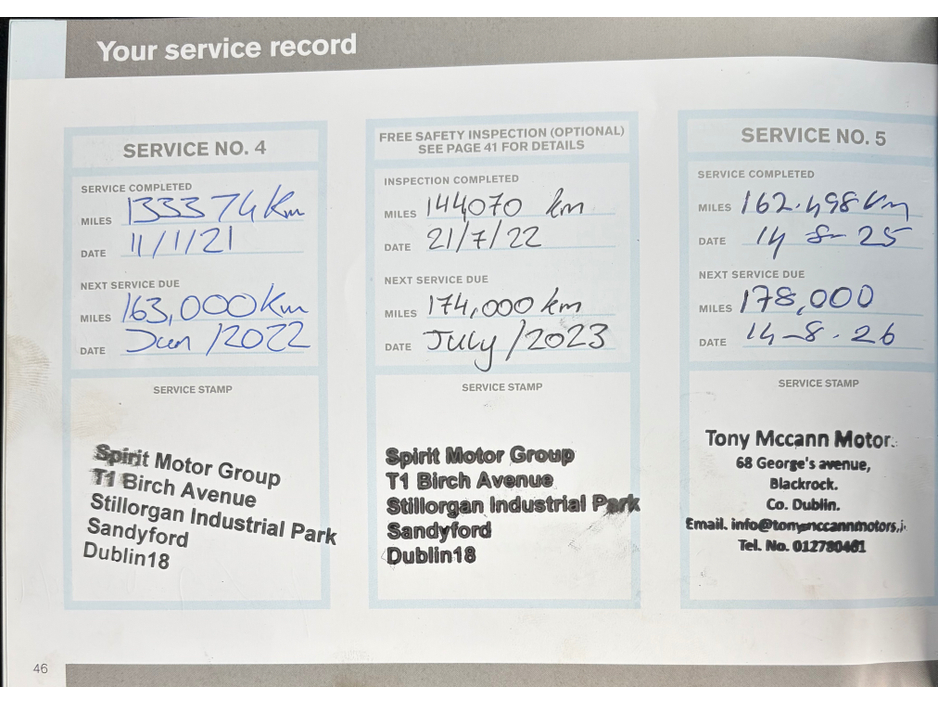 Your service record
SERVICE NO. 4
SERVICE COMPLETED
MILES 133374 Km
DATE 11/1/21
NEXT SERVICE DUE
MILES 163,000 Km
DATE Jan /2022
SERVICE STAMP
Spirit Motor Group
T1 Birch Avenue
Stillorgan Industrial Park
Sandyford
Dublin18
FREE SAFETY INSPECTION (OPTIONAL)
SEE PAGE 41 FOR DETAILS
INSPECTION COMPLETED
MILES 144070 km
DATE 21/7/22
NEXT SERVICE DUE
MILES 174,000 km
DATE July /2023
SERVICE STAMP
Spirit Motor Group
T1 Birch Avenue
Stillorgan Industrial Park
Sandyford
Dublin18
SERVICE NO. 5
SERVICE COMPLETED
MILES 162.498 Km
DATE 14 8-25
NEXT SERVICE DUE
MILES 178,000
DATE 14-8.26
SERVICE STAMP
Tony Mccann Motor.
68 George's avenue,
Blackrock.
Co. Dublin.
Email.
Tel. No.
46